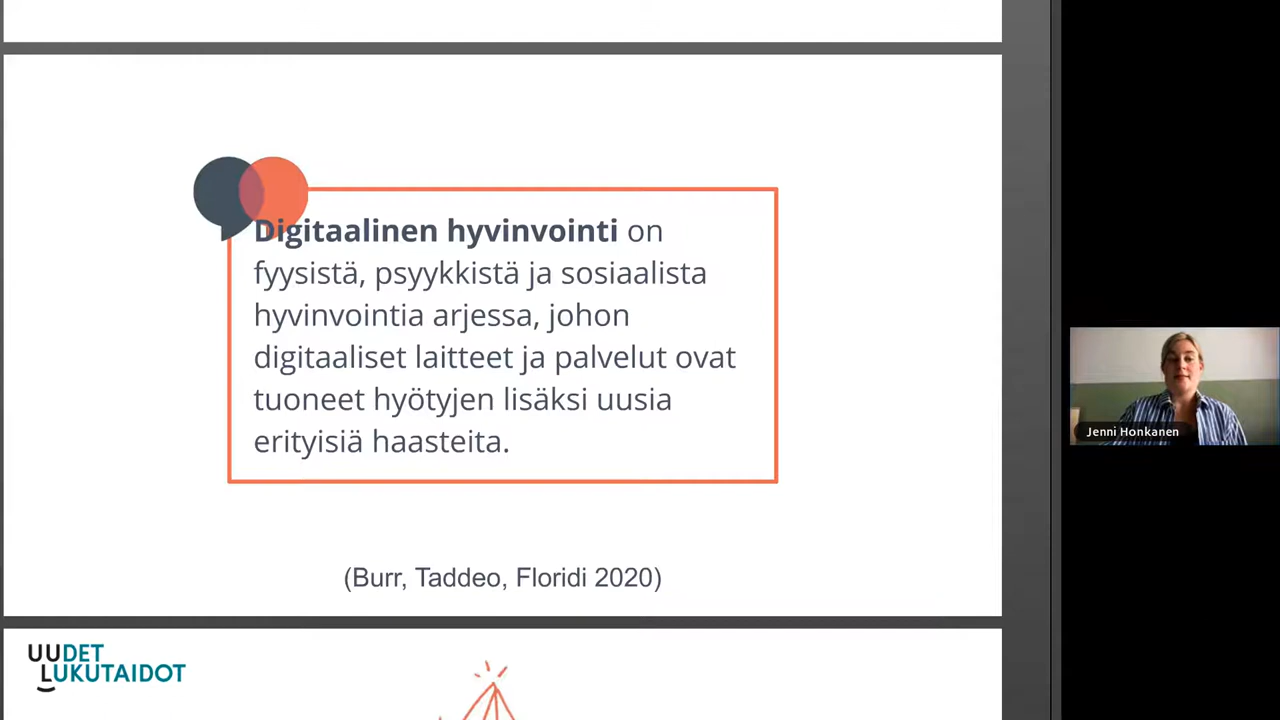 Digitaalinen hyvinvointi on
fyysistä, psyykkistä ja sosiaalista
hyvinvointia arjessa, johon
digitaaliset laitteet ja palvelut ovat
tuoneet hyötyjen lisäksi uusia
erityisiä haasteita.
(Burr, Taddeo, Floridi 2020)
UUDET
LUKUTAIDOT
Jenni Honkanen